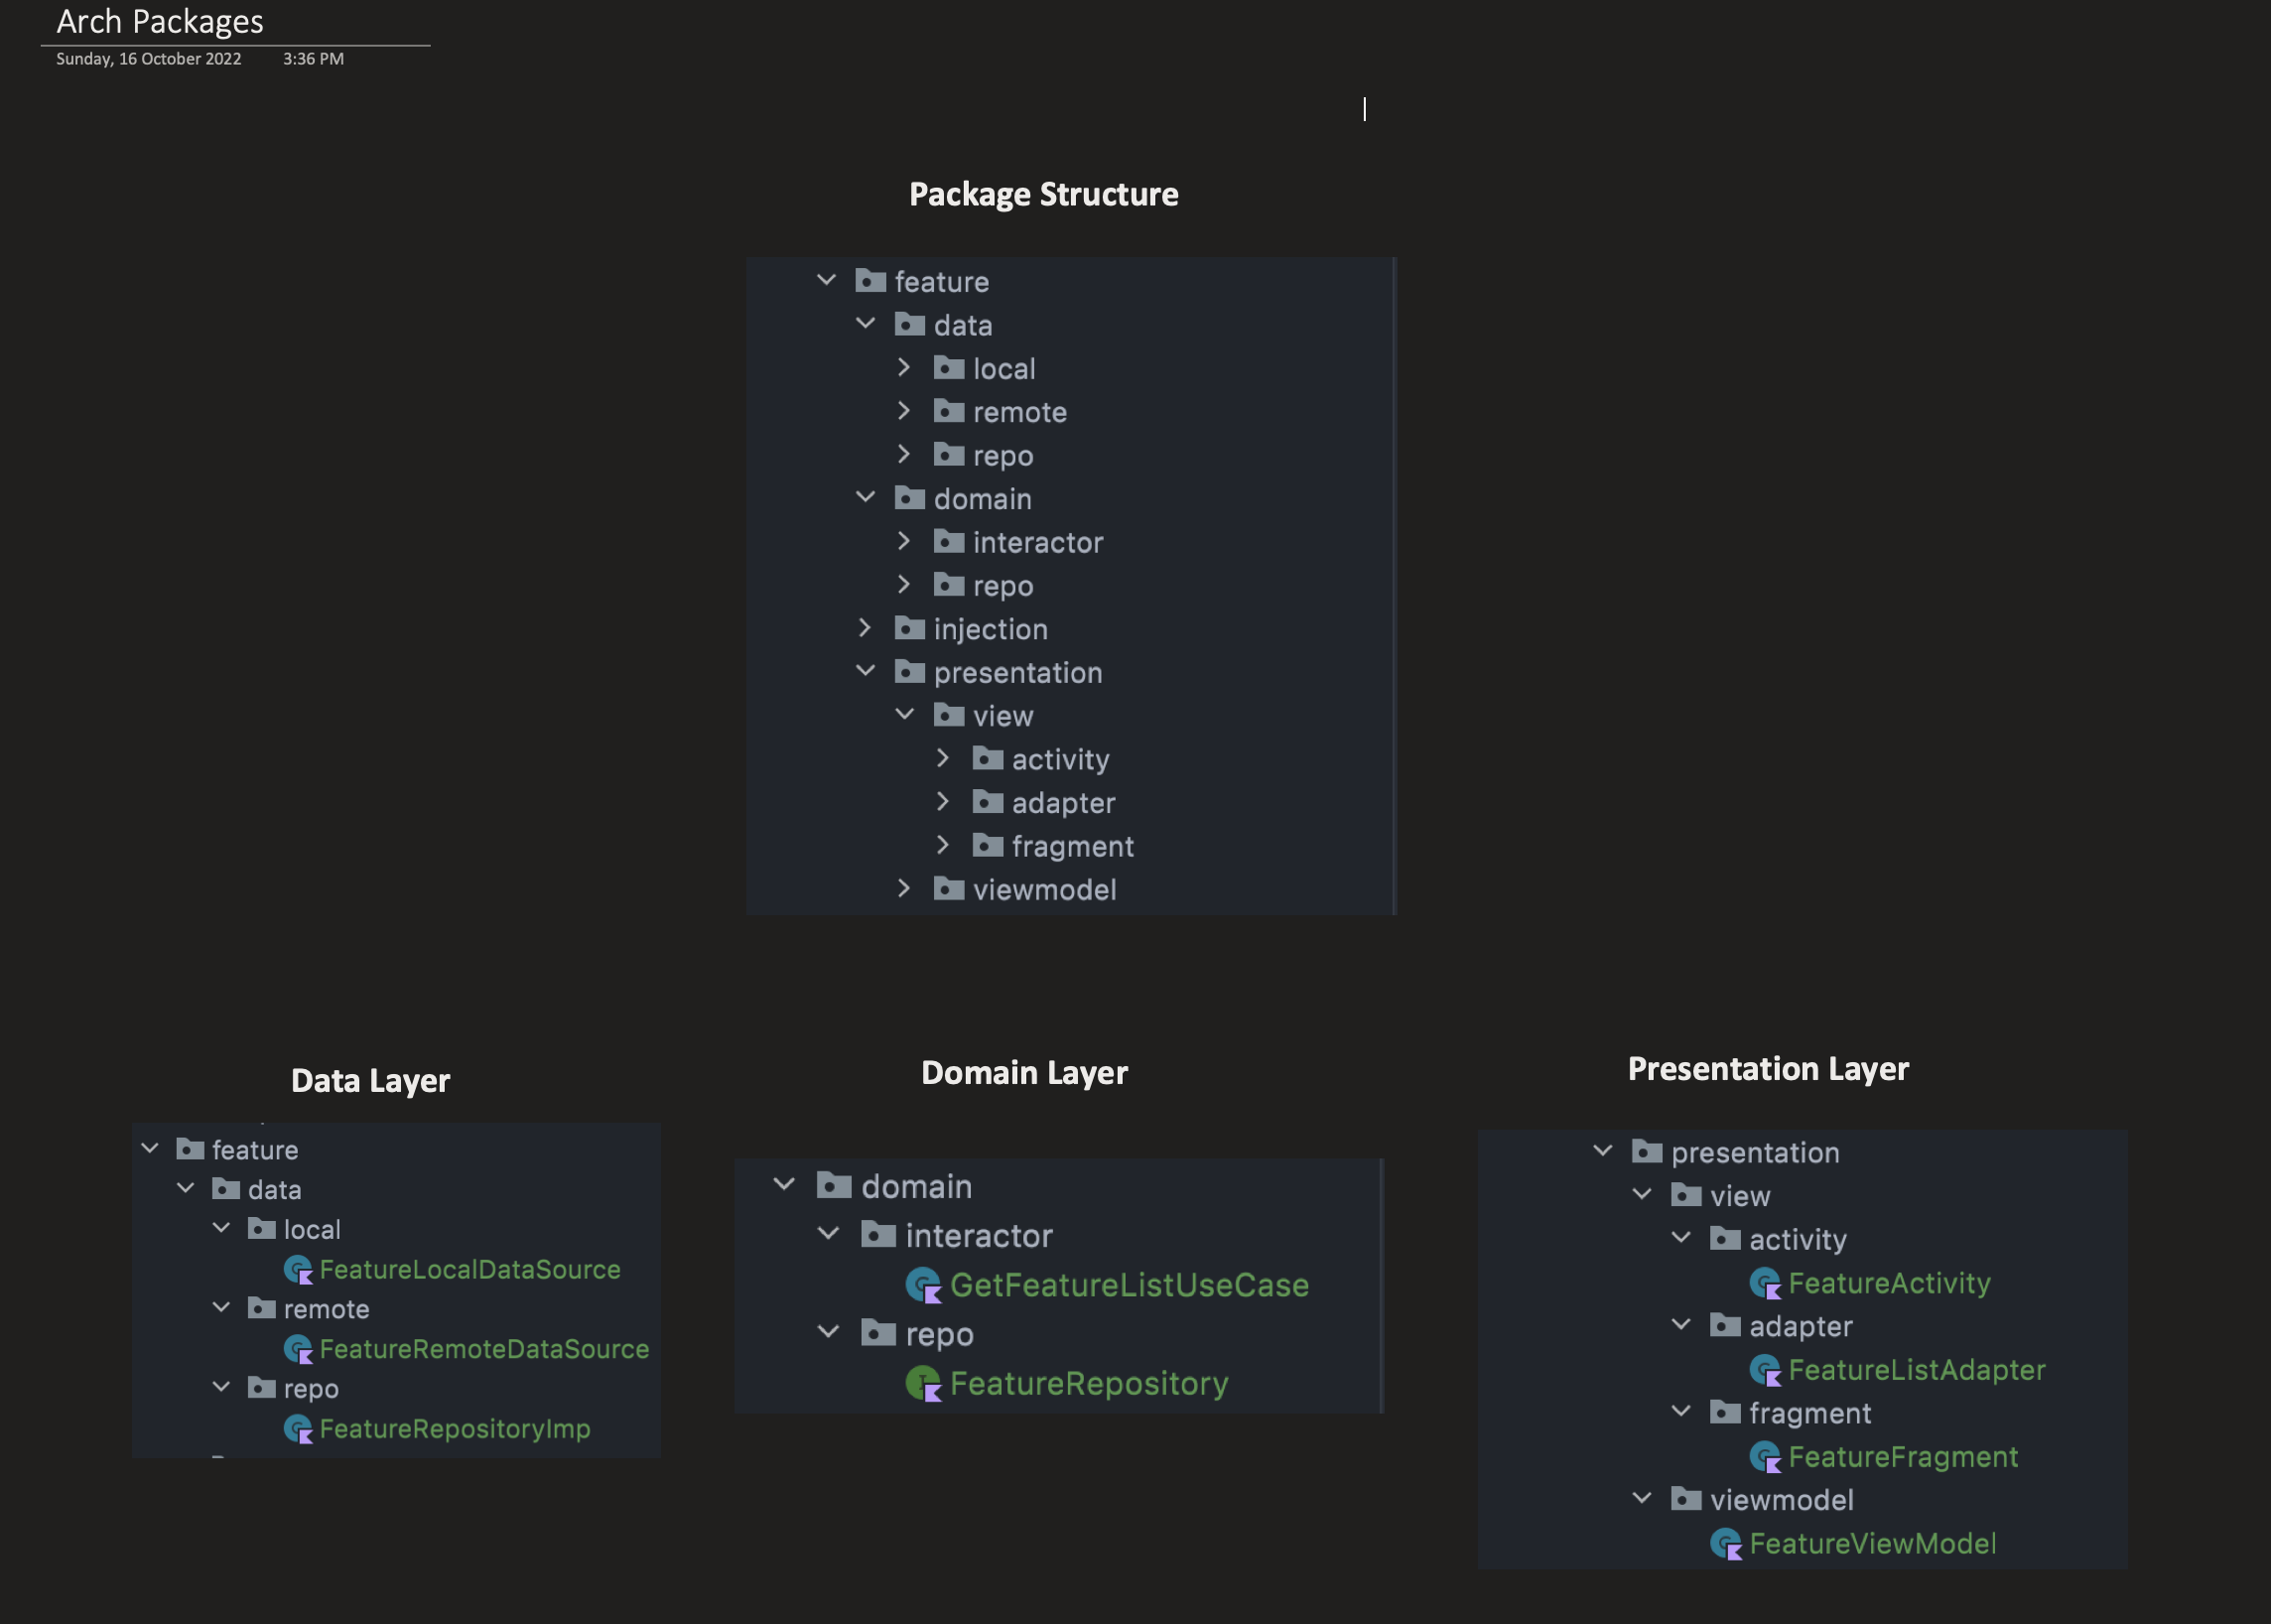 Arch Packages
Sunday, 16 October 2022 3:36 PM
Package Structure
feature
data
local
remote
repo
domain
interactor
repo
injection
presentation
view
activity
adapter
fragment
viewmodel
Data Layer
feature
data
local
FeatureLocalDataSource
remote
FeatureRemoteDataSource
repo
FeatureRepositoryImp
Domain Layer
domain
interactor
GetFeatureListUseCase
repo
FeatureRepository
Presentation Layer
presentation
view
activity
FeatureActivity
adapter
FeatureListAdapter
fragment
FeatureFragment
viewmodel
FeatureViewModel